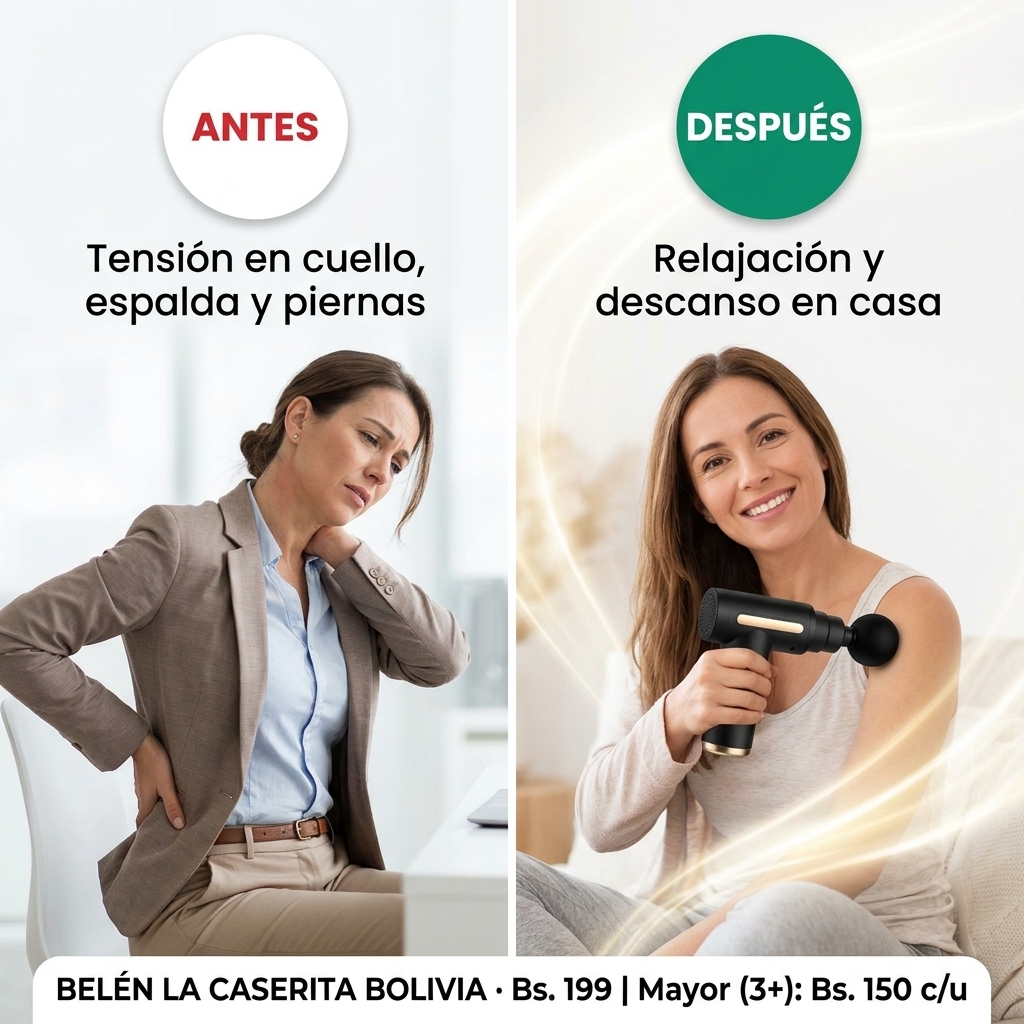 ANTES
Tensión en cuello,
espalda y piernas
DESPUÉS
Relajación y
descanso en casa
BELÉN LA CASERITA BOLIVIA · Bs. 199 | Mayor (3+): Bs. 150 c/u